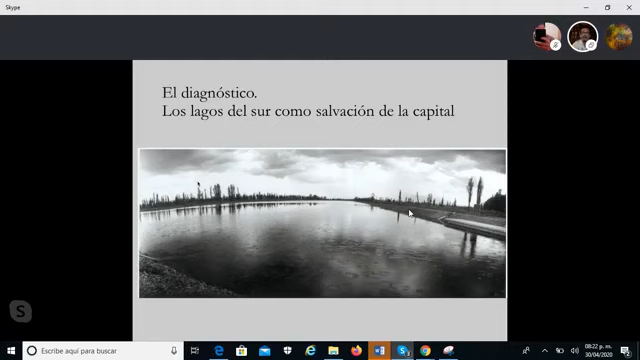 Skype
El diagnóstico.
Los lagos del sur como salvación de la capital
S
Escribe aquí para buscar
08:22 p. m.
30/04/2020